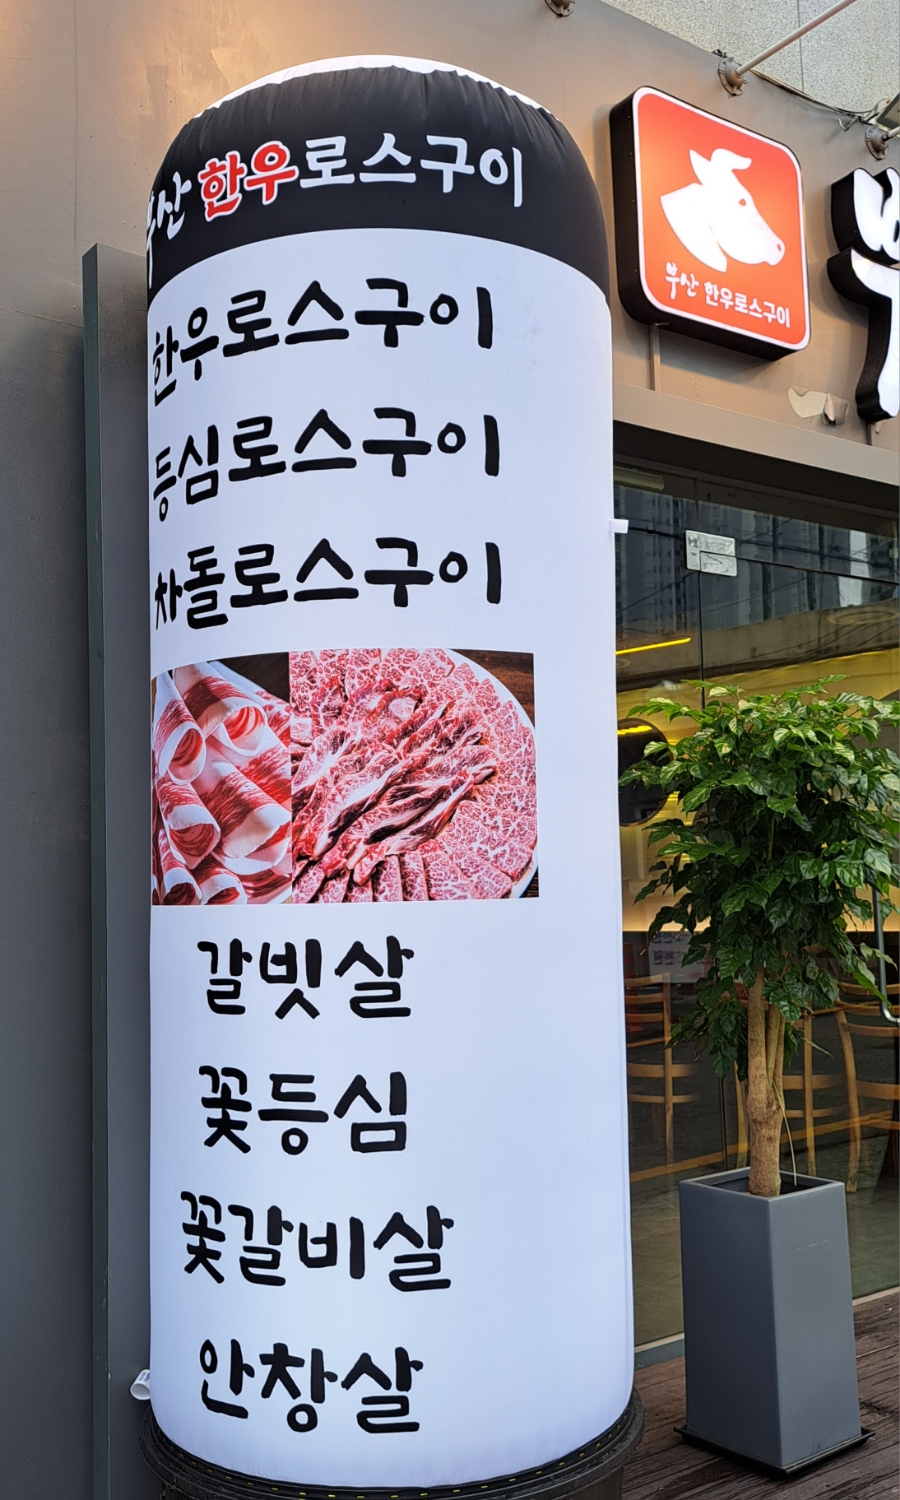 부산 한우로스구이
한우로스구이
등심로스구이
차돌로스구이
갈빗살
꽃등심
꽃갈비살
안창살
부산 한우로스구이
부